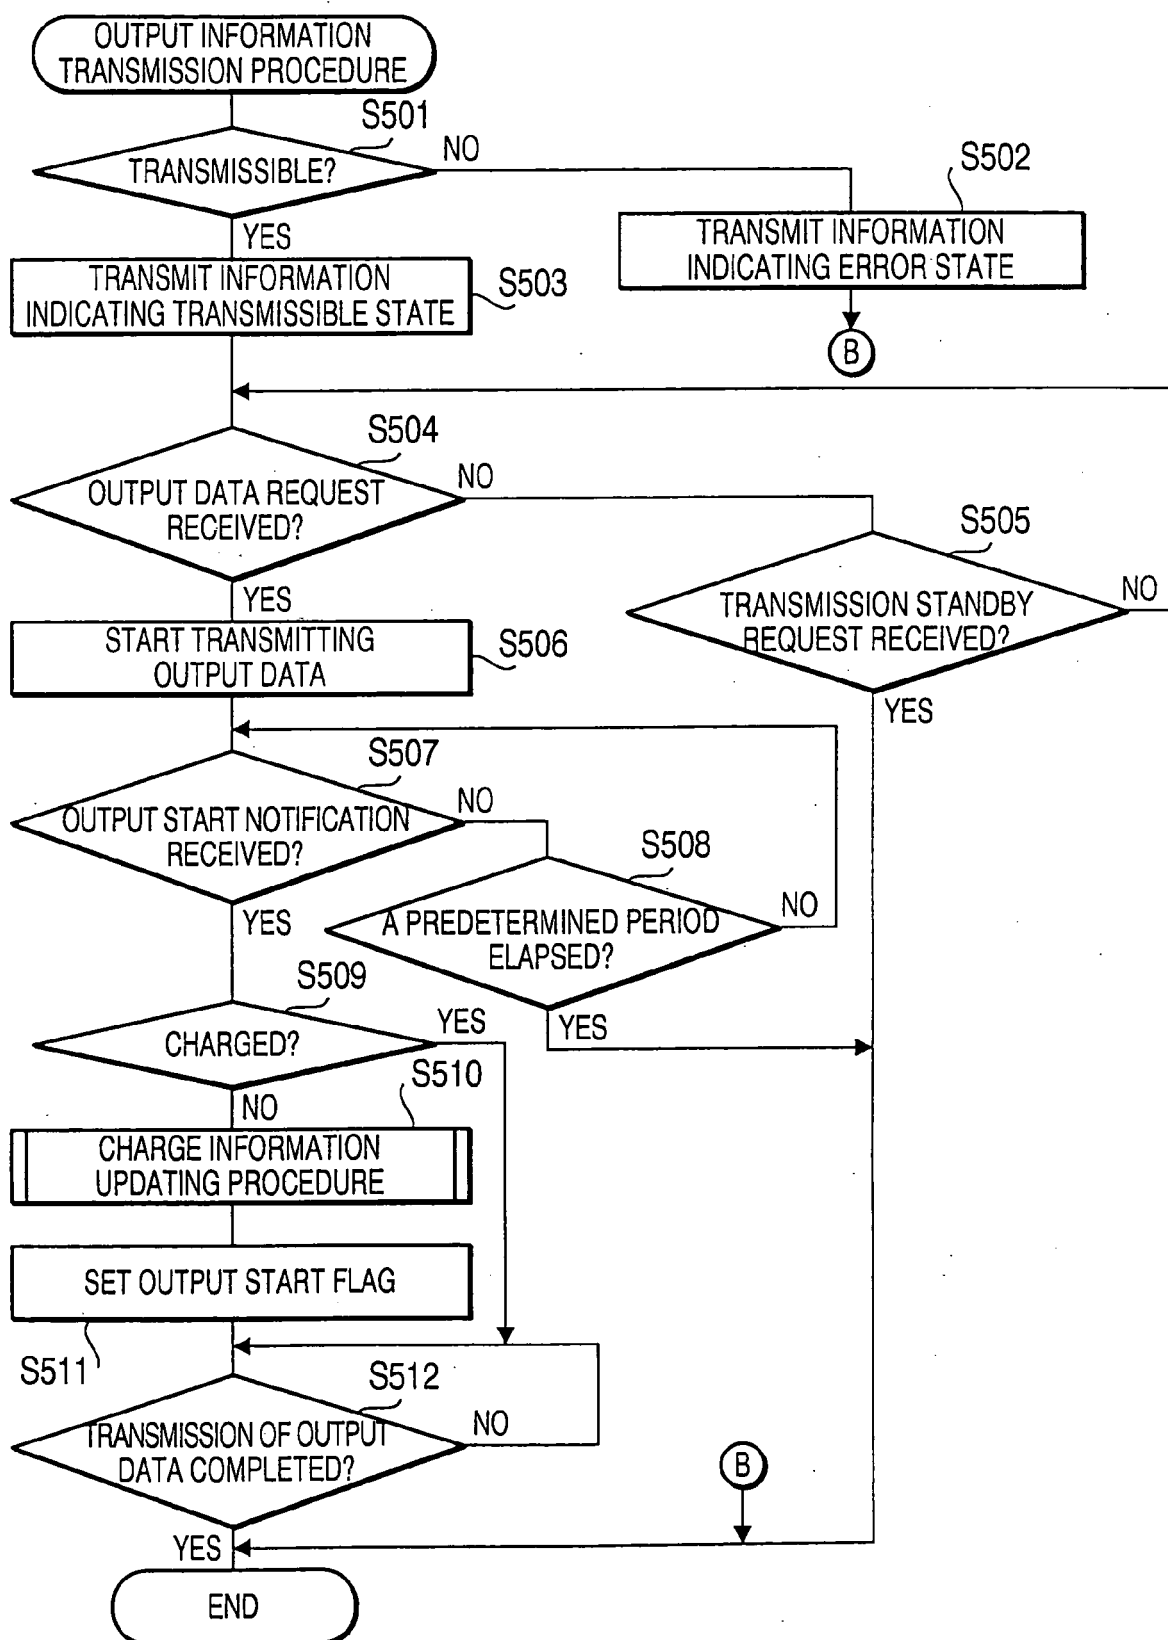 OUTPUT INFORMATION
TRANSMISSION PROCEDURE
S501
TRANSMISSIBLE?
NO
S502
TRANSMIT INFORMATION
INDICATING ERROR STATE
B
YES
TRANSMIT INFORMATION
INDICATING TRANSMISSIBLE STATE
S503
S504
OUTPUT DATA REQUEST
RECEIVED?
NO
S505
TRANSMISSION STANDBY
REQUEST RECEIVED?
NO
YES
YES
START TRANSMITTING
OUTPUT DATA
S506
S507
OUTPUT START NOTIFICATION
RECEIVED?
NO
S508
A PREDETERMINED PERIOD
ELAPSED?
NO
YES
YES
S509
CHARGED?
YES
NO
S510
CHARGE INFORMATION
UPDATING PROCEDURE
SET OUTPUT START FLAG
S511
S512
TRANSMISSION OF OUTPUT
DATA COMPLETED?
NO
B
YES
END